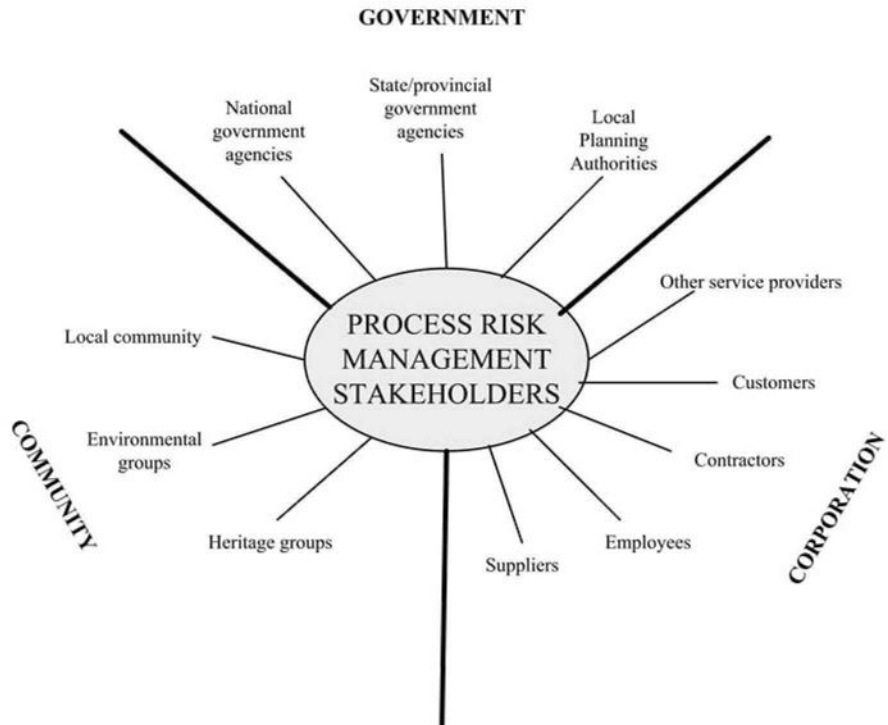 GOVERNMENT
National
government
agencies
State/provincial
government
agencies
Local
Planning
Authorities
Other service providers
PROCESS RISK
MANAGEMENT
STAKEHOLDERS
Local community
Customers
Environmental
groups
Contractors
COMMUNITY
CORPORATION
Heritage groups
Suppliers
Employees